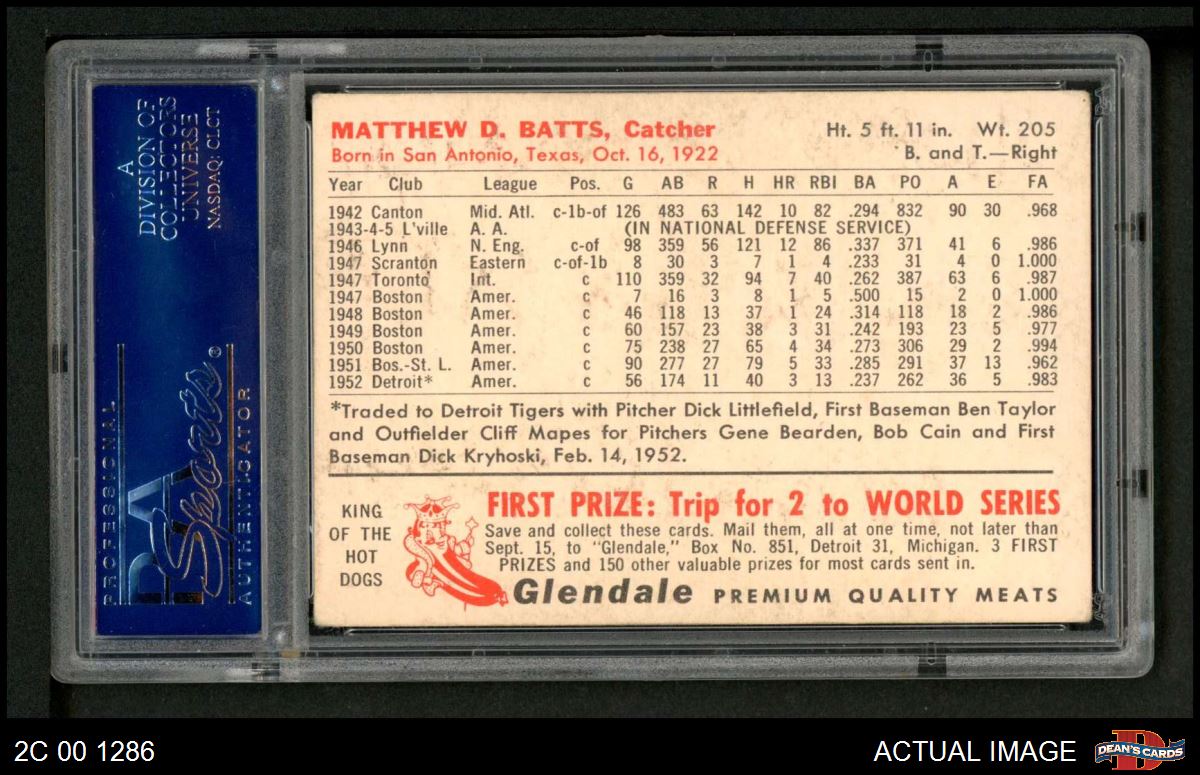 A
DIVISION OF
COLLECTORS
UNIVERSE
NASDAQ: CLCT
PROFESSIONAL
PSA
Sports®
AUTHENTICATOR
MATTHEW D. BATTS, Catcher Ht. 5 ft. 11 in. Wt. 205
Born in San Antonio, Texas, Oct. 16, 1922 B. and T.—Right
Year Club League Pos. G AB R H HR RBI BA PO A E FA
1942 Canton Mid. Atl. c-1b-of 126 483 63 142 10 82 .294 832 90 30 .968
1943-4-5 L'ville A. A. (IN NATIONAL DEFENSE SERVICE)
1946 Lynn N. Eng. c-of 98 359 56 121 12 86 .337 371 41 6 .986
1947 Scranton Eastern c-of-1b 8 30 3 7 1 4 .233 31 4 0 1.000
1947 Toronto Int. c 110 359 32 94 7 40 .262 387 63 6 .987
1947 Boston Amer. c 7 16 3 8 1 5 .500 15 2 0 1.000
1948 Boston Amer. c 46 118 13 37 1 24 .314 118 18 2 .986
1949 Boston Amer. c 60 157 23 38 3 31 .242 193 23 5 .977
1950 Boston Amer. c 75 238 27 65 4 34 .273 306 29 2 .994
1951 Bos.-St. L. Amer. c 90 277 27 79 5 33 .285 291 37 13 .962
1952 Detroit* Amer. c 56 174 11 40 3 13 .237 262 36 5 .983
*Traded to Detroit Tigers with Pitcher Dick Littlefield, First Baseman Ben Taylor
and Outfielder Cliff Mapes for Pitchers Gene Bearden, Bob Cain and First
Baseman Dick Kryhoski, Feb. 14, 1952.
KING
OF THE
HOT
DOGS
FIRST PRIZE: Trip for 2 to WORLD SERIES
Save and collect these cards. Mail them, all at one time, not later than
Sept. 15, to "Glendale," Box No. 851, Detroit 31, Michigan. 3 FIRST
PRIZES and 150 other valuable prizes for most cards sent in.
Glendale PREMIUM QUALITY MEATS
2C 00 1286
ACTUAL IMAGE
DEAN'S CARDS